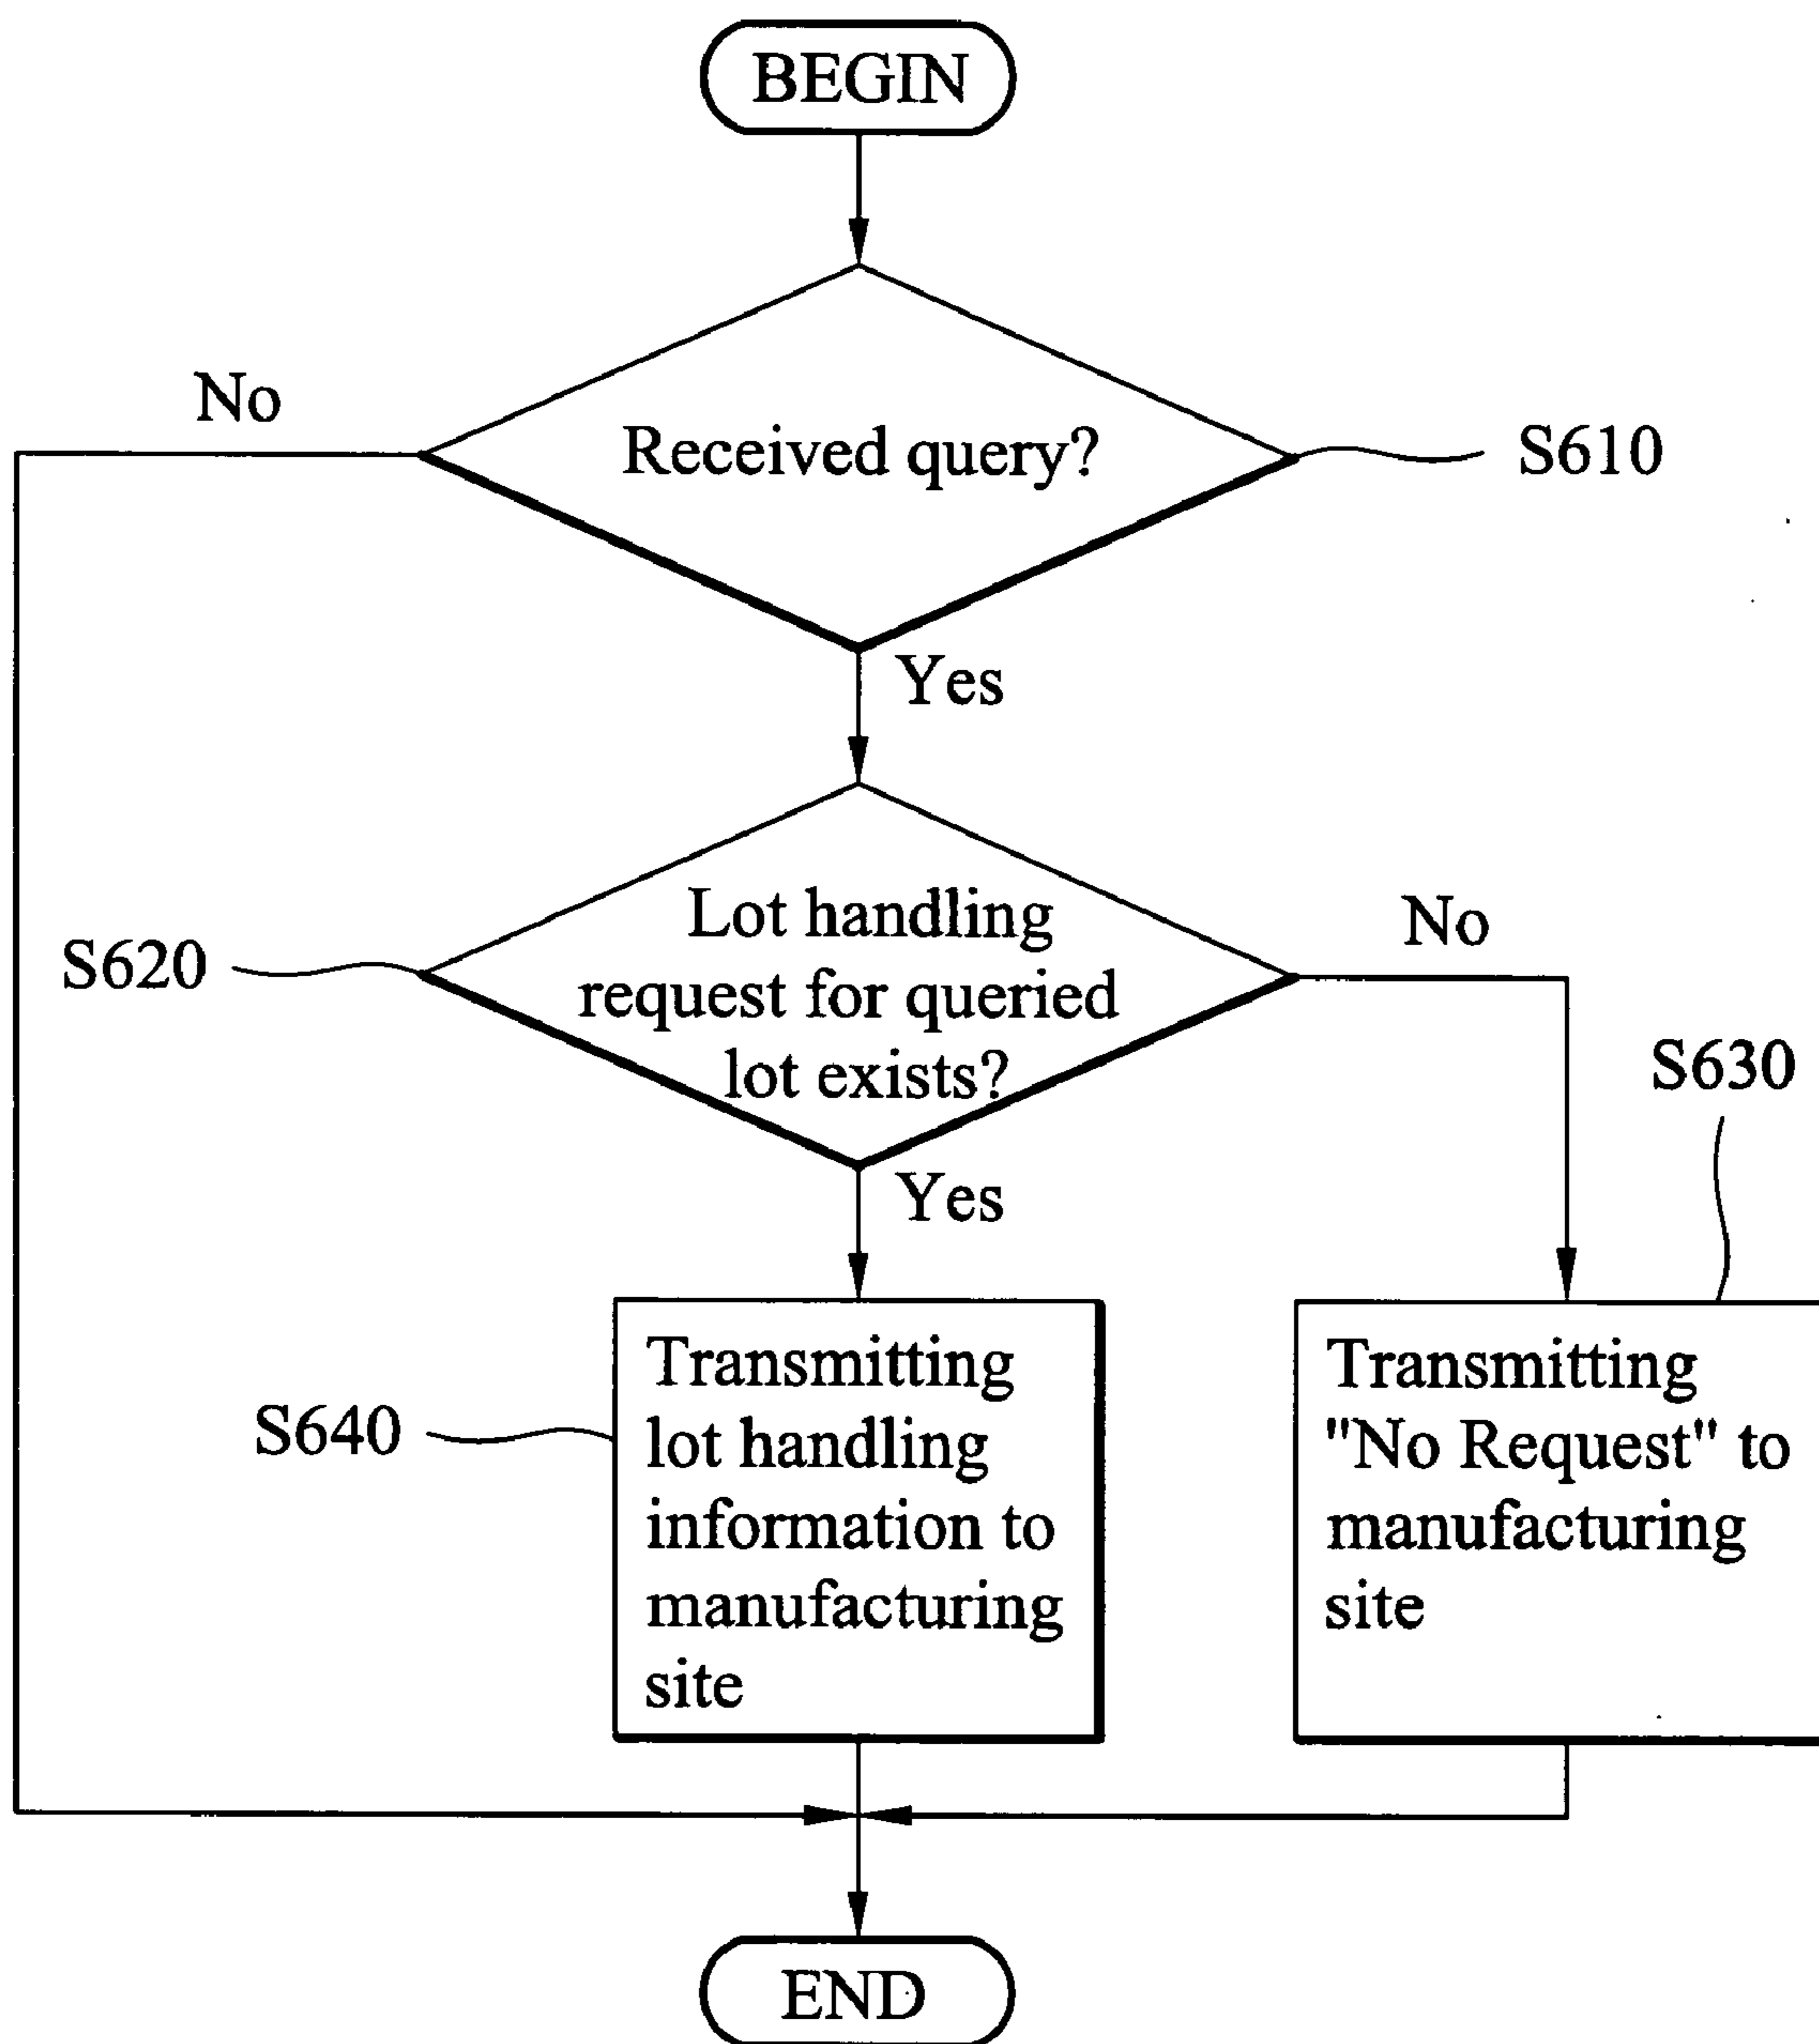 BEGIN
No
Received query?
S610
Yes
Lot handling
request for queried
lot exists?
S620
No
S630
Yes
Transmitting
lot handling
information to
manufacturing
site
S640
Transmitting
"No Request" to
manufacturing
site
END